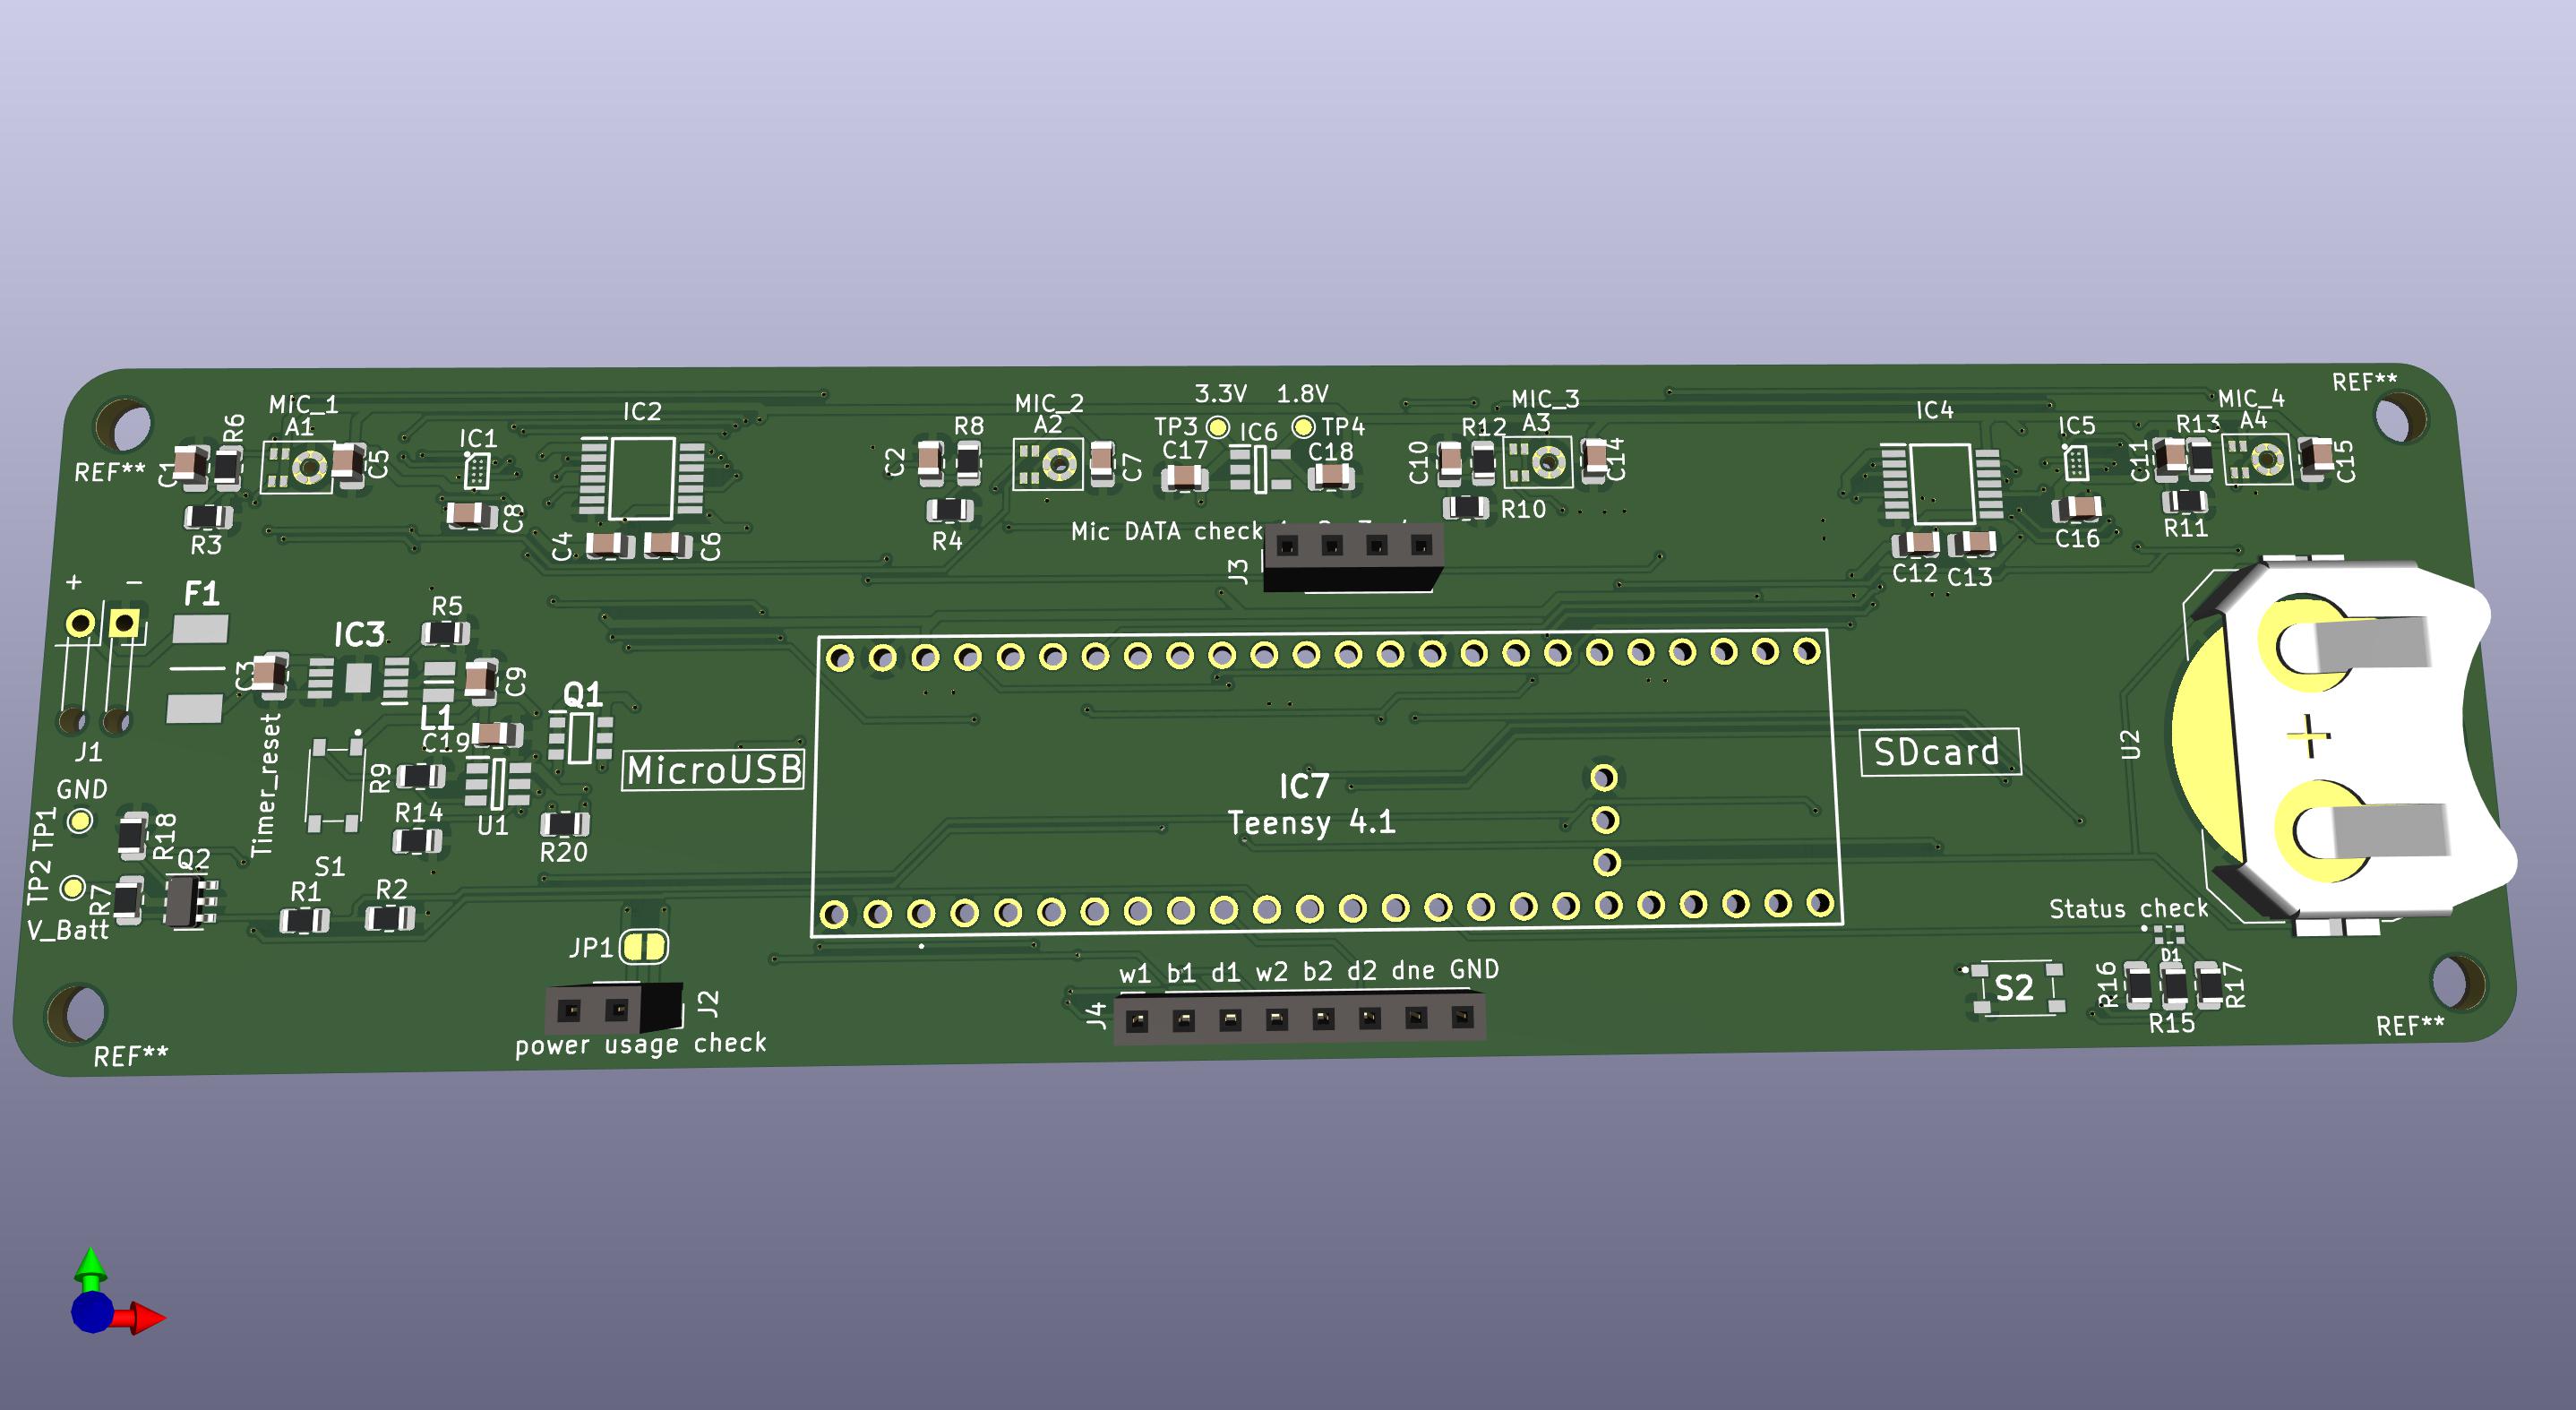 REF**
MIC_1
A1
C1
R6
C5
R3
IC1
C8
IC2
C4
C6
C2
R8
R4
MIC_2
A2
C7
3.3V 1.8V
TP3
IC6
TP4
C17
C18
Mic DATA check
J3
C10
R12
R10
MIC_3
A3
C14
IC4
C12
C13
IC5
C16
C11
R13
R11
MIC_4
A4
C15
REF**
+ -
F1
J1
C3
IC3
R5
L1
C9
C19
Q1
Timer_reset
S1
R9
R14
U1
R20
MicroUSB
IC7
Teensy 4.1
SDcard
U2
+
GND
TP1
TP2
V_Batt
R18
R7
Q2
R1
R2
JP1
J2
power usage check
w1 b1 d1 w2 b2 d2 dne GND
J4
Status check
D1
S2
R16
R15
R17
REF**
REF**